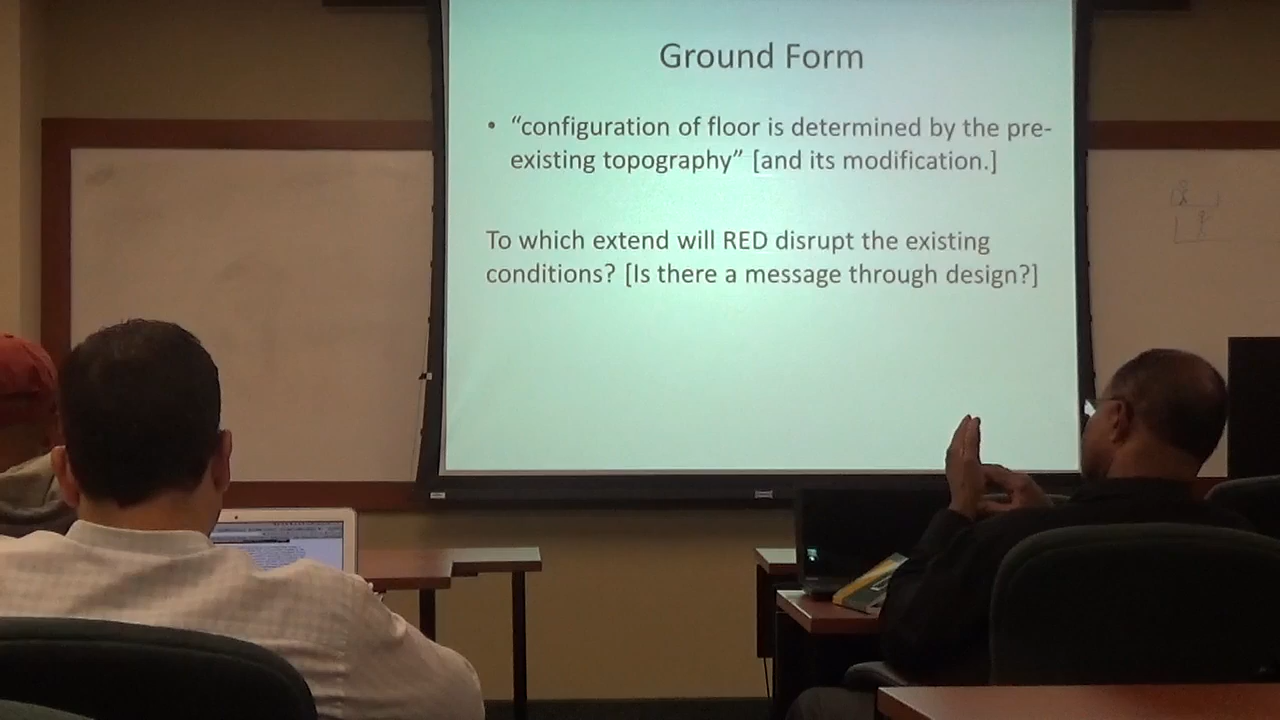 Ground Form
• “configuration of floor is determined by the pre-
existing topography” [and its modification.]
To which extend will RED disrupt the existing
conditions? [Is there a message through design?]